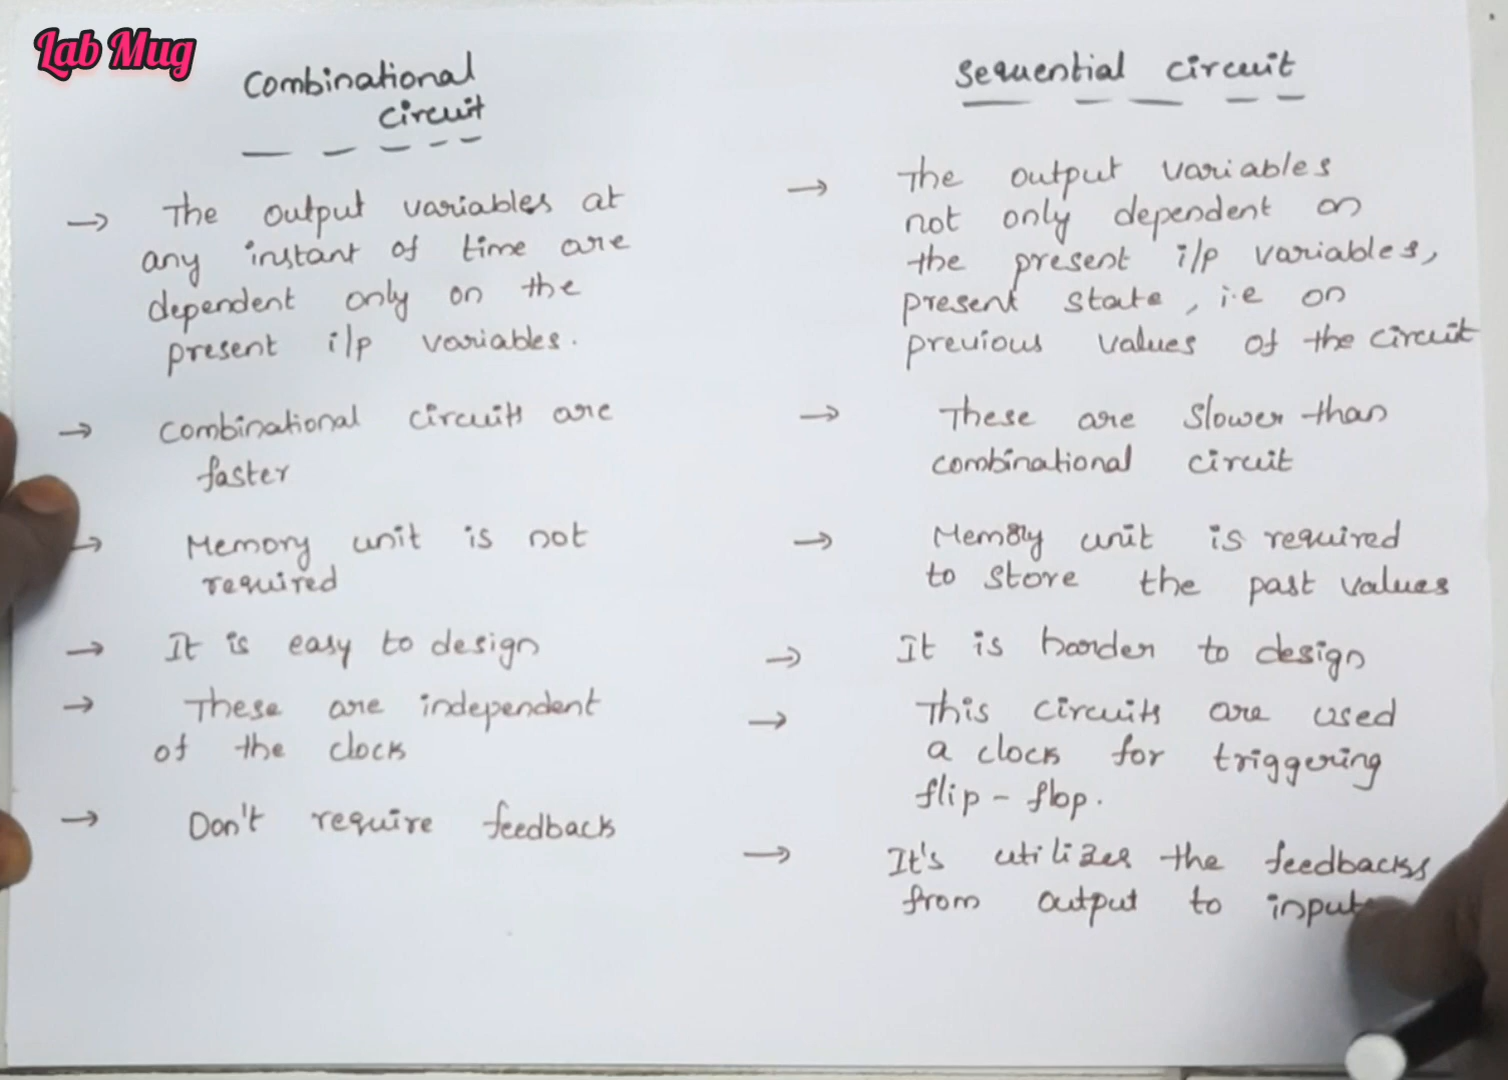 Lab Mug
Combinational
circuit
→ The output variables at
any instant of time are
dependent only on the
present i/p variables.
→ Combinational circuits are
faster
→ Memory unit is not
required
→ It is easy to design
→ These are independent
of the clock
→ Don't require feedback
Sequential circuit
→ The output variables
not only dependent on
the present i/p variables,
present state, i.e on
previous values of the circuit
→ These are slower than
combinational circuit
→ Memory unit is required
to store the past values
→ It is harder to design
→ This circuits are used
a clock for triggering
flip-flop.
→ It's utilizes the feedbacks
from output to input